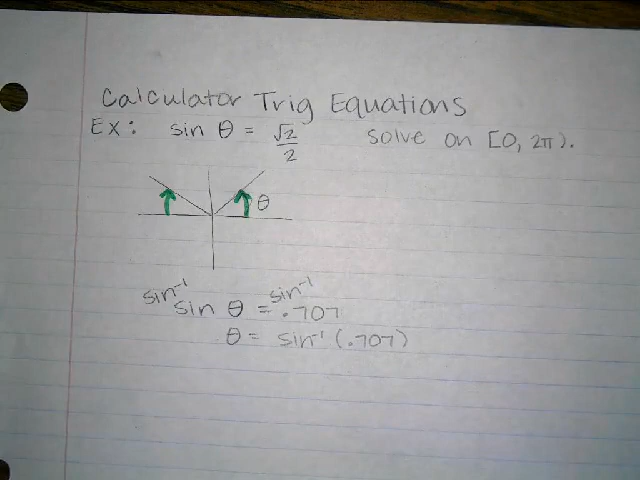 Calculator Trig Equations
Ex: sin θ = √2/2 solve on [0, 2π).
θ
sin⁻¹ sin θ = sin⁻¹ .707
θ = sin⁻¹ (.707)